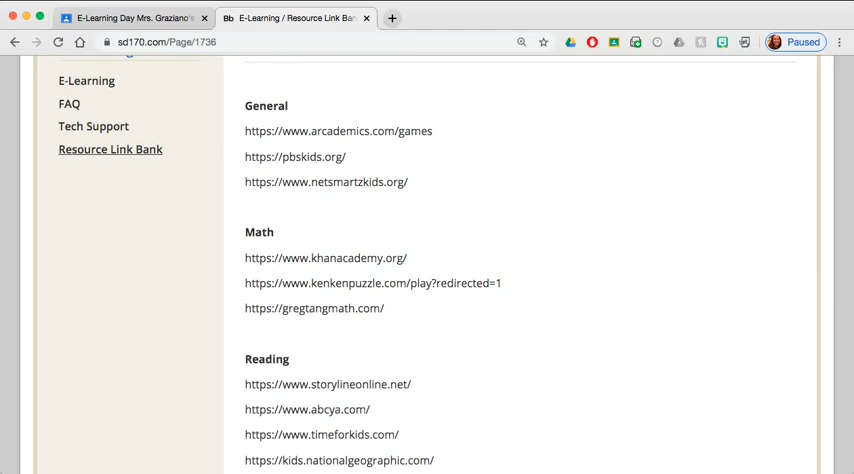 E-Learning Day Mrs. Graziano's
Bb E-Learning / Resource Link Ban
sd170.com/Page/1736
Paused
E-Learning
FAQ
Tech Support
Resource Link Bank
General
https://www.arcademics.com/games
https://pbskids.org/
https://www.netsmartzkids.org/
Math
https://www.khanacademy.org/
https://www.kenkenpuzzle.com/play?redirected=1
https://gregtangmath.com/
Reading
https://www.storylineonline.net/
https://www.abcya.com/
https://www.timeforkids.com/
https://kids.nationalgeographic.com/